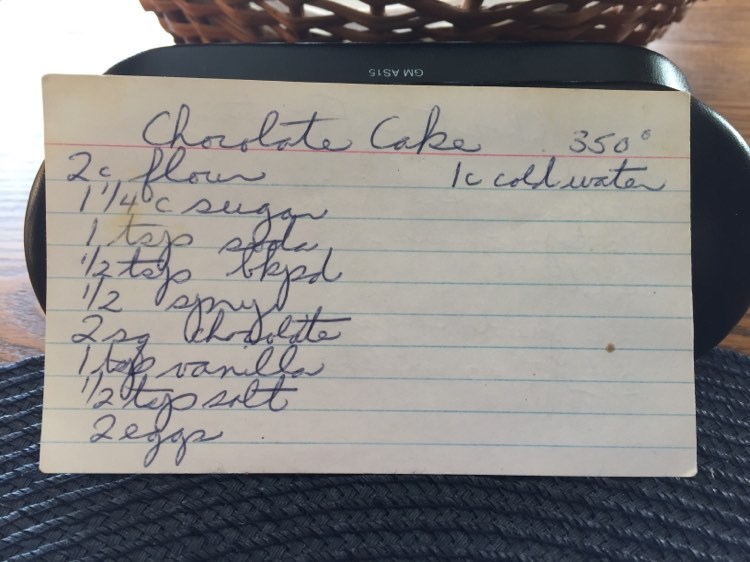 GM AS15
Chocolate Cake 350°
2 c flour 1c cold water
1 1/4 c sugar
1 tsp soda
1/2 tsp bkpd
1/2 spry
2 sq chocolate
1 tsp vanilla
1/2 tsp salt
2 eggs